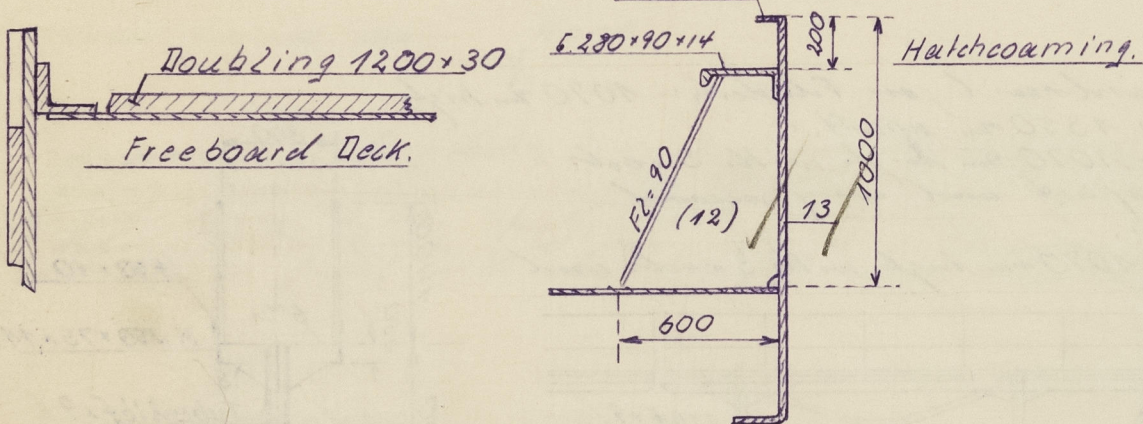 Doubling 1200×30
Freeboard Deck.
200
280×90×14
Hatchcoaming.
Fl= 90
(12)
13
1000
600